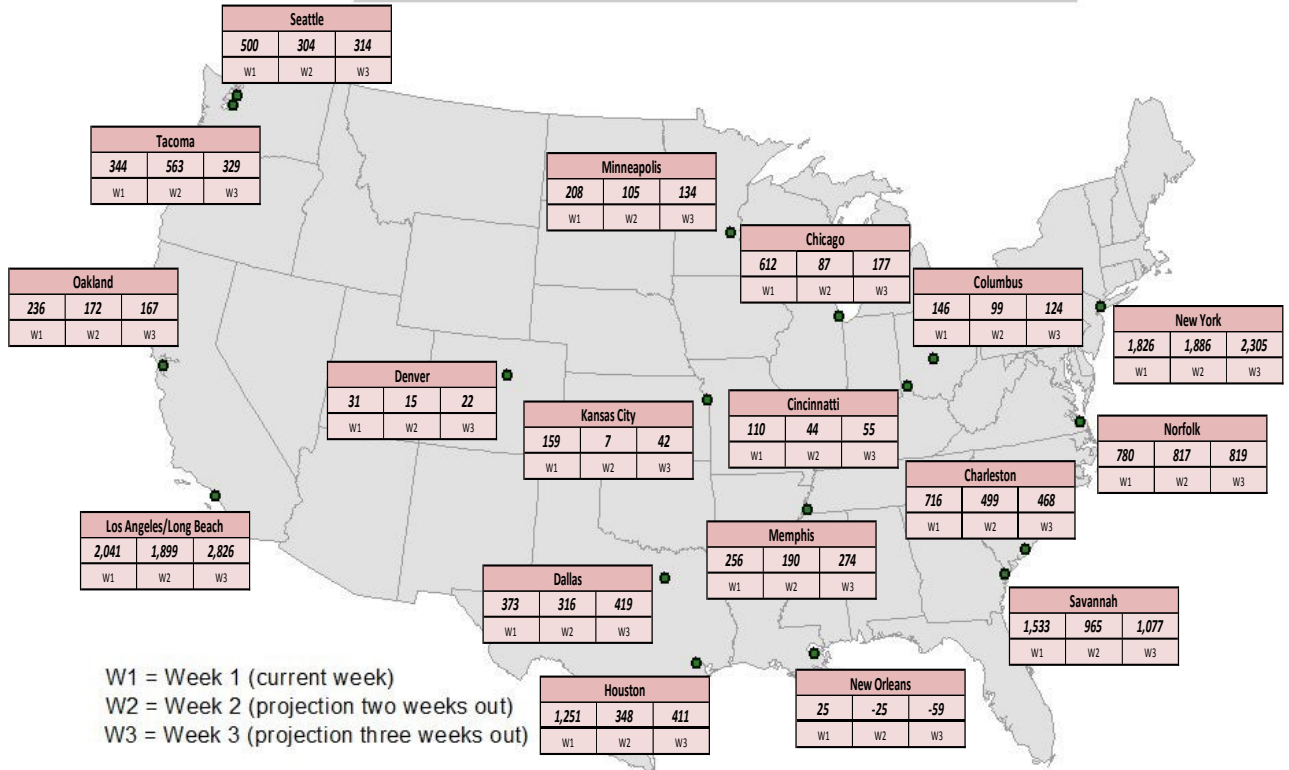 Seattle
500 304 314
W1 W2 W3
Tacoma
344 563 329
W1 W2 W3
Minneapolis
208 105 134
W1 W2 W3
Chicago
612 87 177
W1 W2 W3
Oakland
236 172 167
W1 W2 W3
Columbus
146 99 124
W1 W2 W3
New York
1,826 1,886 2,305
W1 W2 W3
Denver
31 15 22
W1 W2 W3
Kansas City
159 7 42
W1 W2 W3
Cincinnatti
110 44 55
W1 W2 W3
Norfolk
780 817 819
W1 W2 W3
Charleston
716 499 468
W1 W2 W3
Los Angeles/Long Beach
2,041 1,899 2,826
W1 W2 W3
Memphis
256 190 274
W1 W2 W3
Dallas
373 316 419
W1 W2 W3
Savannah
1,533 965 1,077
W1 W2 W3
Houston
1,251 348 411
W1 W2 W3
New Orleans
25 -25 -59
W1 W2 W3
W1 = Week 1 (current week)
W2 = Week 2 (projection two weeks out)
W3 = Week 3 (projection three weeks out)